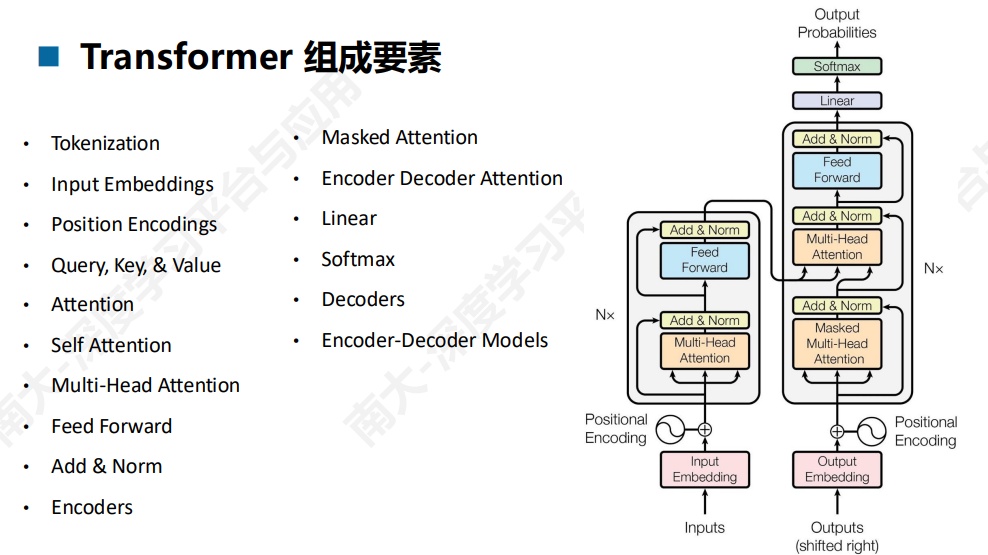 Transformer 组成要素
• Tokenization
• Input Embeddings
• Position Encodings
• Query, Key, & Value
• Attention
• Self Attention
• Multi-Head Attention
• Feed Forward
• Add & Norm
• Encoders
• Masked Attention
• Encoder Decoder Attention
• Linear
• Softmax
• Decoders
• Encoder-Decoder Models
Output
Probabilities
Softmax
Linear
Add & Norm
Feed
Forward
Add & Norm
Multi-Head
Attention
N×
Add & Norm
Masked
Multi-Head
Attention
Positional
Encoding
Output
Embedding
Outputs
(shifted right)
Add & Norm
Feed
Forward
N×
Add & Norm
Multi-Head
Attention
Positional
Encoding
Input
Embedding
Inputs
南大-深度学习平台与应用
南大-深度学习平
台与